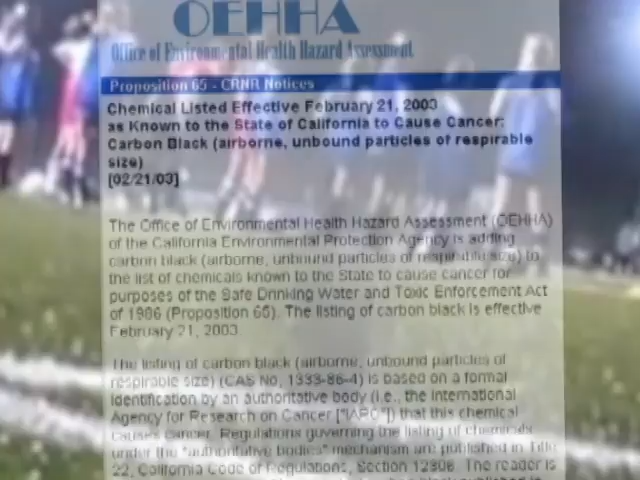 OEHHA
Office of Environmental Health Hazard Assessment
Proposition 65 - CRNR Notices
Chemical Listed Effective February 21, 2003
as Known to the State of California to Cause Cancer:
Carbon Black (airborne, unbound particles of respirable
size)
[02/21/03]
The Office of Environmental Health Hazard Assessment (OEHHA)
of the California Environmental Protection Agency is adding
carbon black (airborne, unbound particles of respirable size) to
the list of chemicals known to the State to cause cancer for
purposes of the Safe Drinking Water and Toxic Enforcement Act
of 1986 (Proposition 65). The listing of carbon black is effective
February 21, 2003.
The listing of carbon black (airborne, unbound particles of
respirable size) (CAS No. 1333-86-4) is based on a formal
identification by an authoritative body (i.e., the International
Agency for Research on Cancer ["IARC"]) that this chemical
causes cancer. Regulations governing the listing of chemicals
under the "authoritative bodies" mechanism are published in Title
22, California Code of Regulations, Section 12306. The reader is